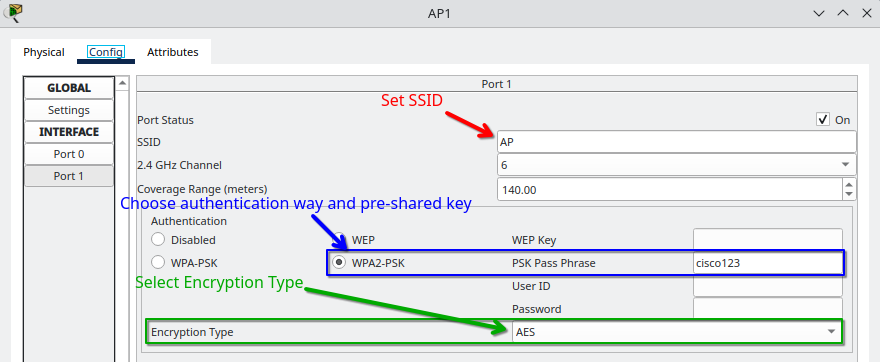 AP1
Physical Config Attributes
GLOBAL
Settings
INTERFACE
Port 0
Port 1
Port 1
Set SSID
Port Status On
SSID AP
2.4 GHz Channel 6
Coverage Range (meters) 140.00
Choose authentication way and pre-shared key
Authentication
Disabled WEP WEP Key
WPA-PSK WPA2-PSK PSK Pass Phrase cisco123
User ID
Select Encryption Type
Password
Encryption Type AES